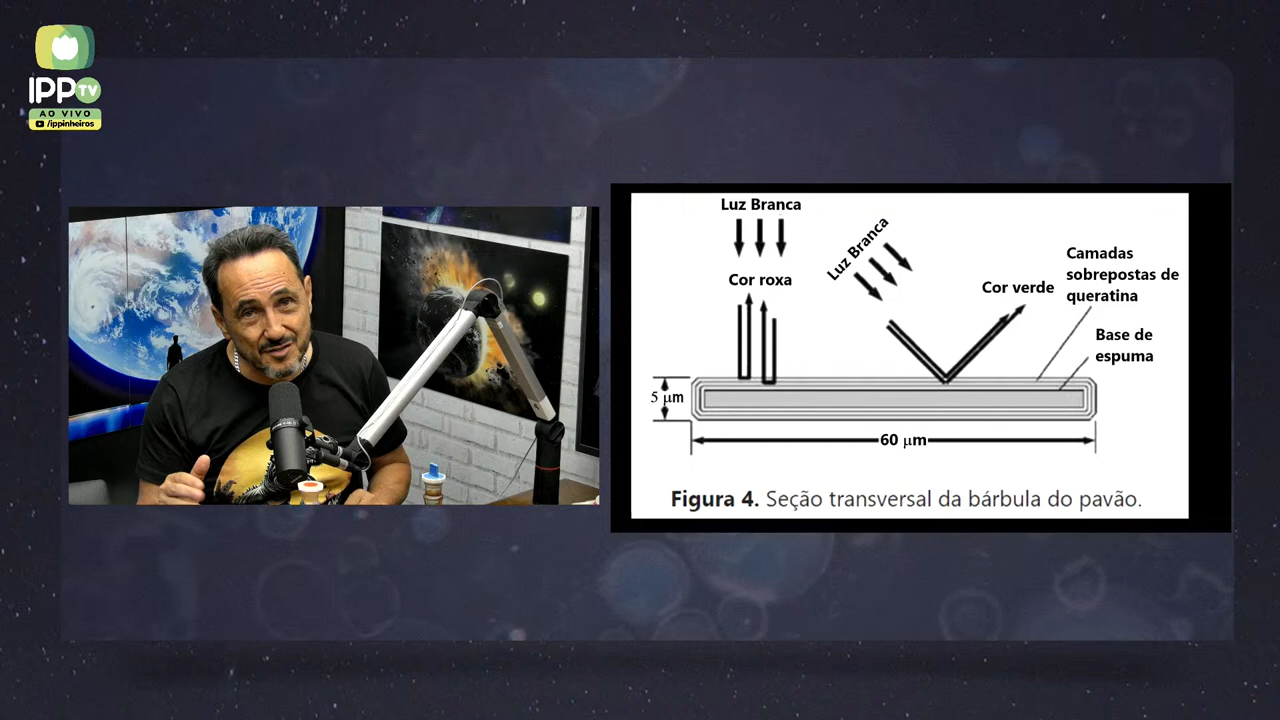 IPP TV
AO VIVO
/ippinheiros
Luz Branca
Cor roxa
Luz Branca
Cor verde
Camadas
sobrepostas de
queratina
Base de
espuma
5 μm
60 μm
Figura 4. Seção transversal da bárbula do pavão.